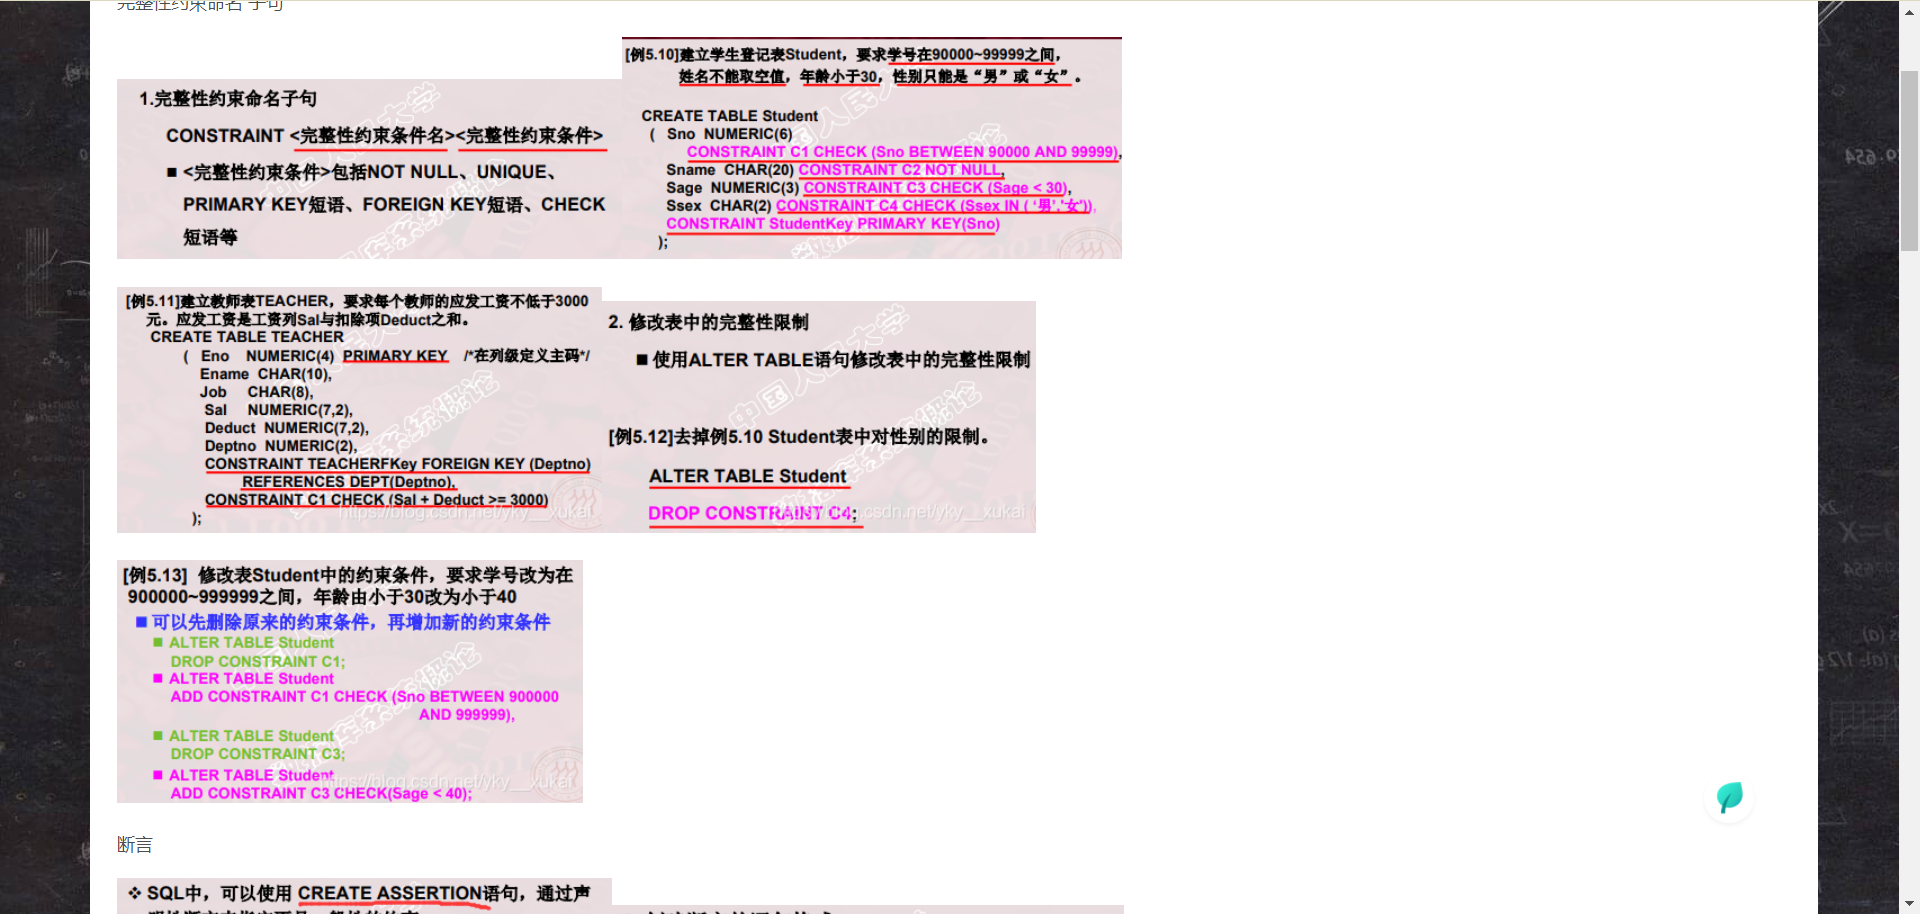 完整性约束命名 子句
1.完整性约束命名子句
CONSTRAINT <完整性约束条件名><完整性约束条件>
■ <完整性约束条件>包括NOT NULL、UNIQUE、
PRIMARY KEY短语、FOREIGN KEY短语、CHECK
短语等
[例5.10]建立学生登记表Student，要求学号在90000~99999之间，
姓名不能取空值，年龄小于30，性别只能是“男”或“女”。
CREATE TABLE Student
( Sno NUMERIC(6)
CONSTRAINT C1 CHECK (Sno BETWEEN 90000 AND 99999),
Sname CHAR(20) CONSTRAINT C2 NOT NULL,
Sage NUMERIC(3) CONSTRAINT C3 CHECK (Sage < 30),
Ssex CHAR(2) CONSTRAINT C4 CHECK (Ssex IN ( ‘男’,'女')),
CONSTRAINT StudentKey PRIMARY KEY(Sno)
);
[例5.11]建立教师表TEACHER，要求每个教师的应发工资不低于3000
元。应发工资是工资列Sal与扣除项Deduct之和。
CREATE TABLE TEACHER
( Eno NUMERIC(4) PRIMARY KEY /*在列级定义主码*/
Ename CHAR(10),
Job CHAR(8),
Sal NUMERIC(7,2),
Deduct NUMERIC(7,2),
Deptno NUMERIC(2),
CONSTRAINT TEACHERFKey FOREIGN KEY (Deptno)
REFERENCES DEPT(Deptno),
CONSTRAINT C1 CHECK (Sal + Deduct >= 3000)
);
https://blog.csdn.net/yky__xukai
2. 修改表中的完整性限制
■ 使用ALTER TABLE语句修改表中的完整性限制
[例5.12]去掉例5.10 Student表中对性别的限制。
ALTER TABLE Student
DROP CONSTRAINT C4;
csdn.net/yky__xukai
[例5.13] 修改表Student中的约束条件，要求学号改为在
900000~999999之间，年龄由小于30改为小于40
■ 可以先删除原来的约束条件，再增加新的约束条件
■ ALTER TABLE Student
DROP CONSTRAINT C1;
■ ALTER TABLE Student
ADD CONSTRAINT C1 CHECK (Sno BETWEEN 900000
AND 999999),
■ ALTER TABLE Student
DROP CONSTRAINT C3;
■ ALTER TABLE Student
ADD CONSTRAINT C3 CHECK(Sage < 40);
https://blog.csdn.net/yky__xukai
断言
❖ SQL中，可以使用 CREATE ASSERTION语句，通过声